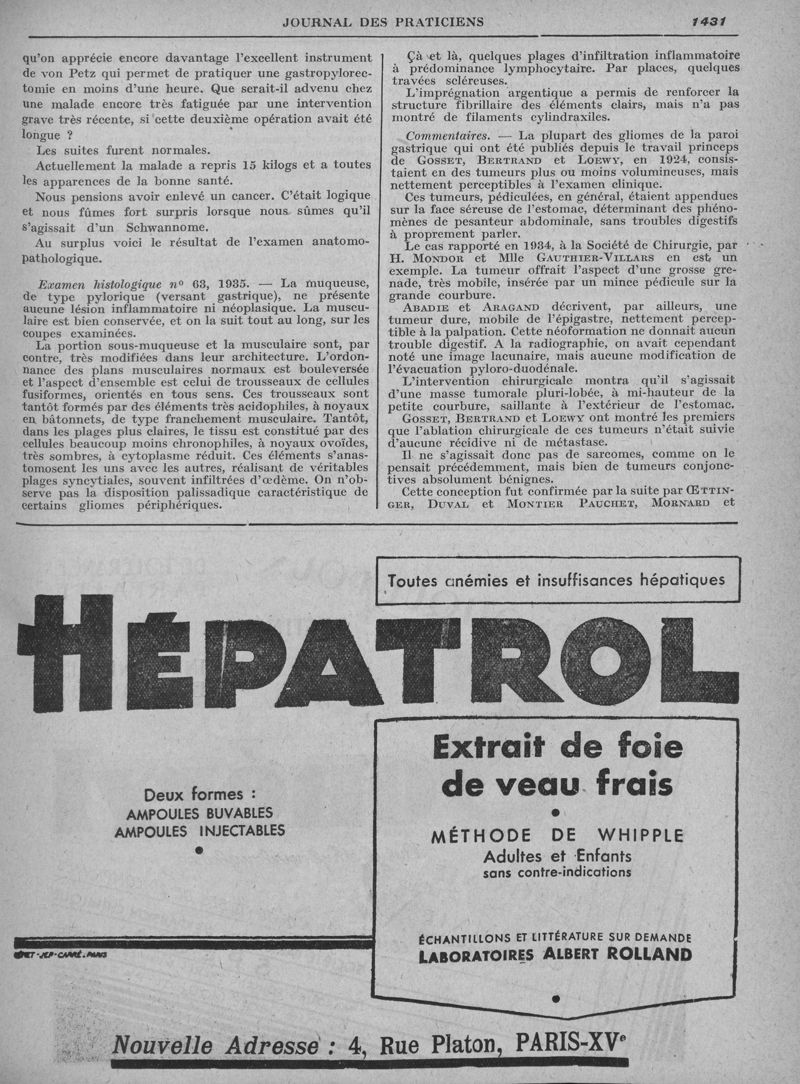 JOURNAL DES PRATICIENS 1431
qu'on apprécie encore davantage l'excellent instrument
de von Petz qui permet de pratiquer une gastropylorec-
tomie en moins d'une heure. Que serait-il advenu chez
une malade encore très fatiguée par une intervention
grave très récente, si cette deuxième opération avait été
longue ?
Les suites furent normales.
Actuellement la malade a repris 15 kilogs et a toutes
les apparences de la bonne santé.
Nous pensions avoir enlevé un cancer. C'était logique
et nous fûmes fort surpris lorsque nous sûmes qu'il
s'agissait d'un Schwannome.
Au surplus voici le résultat de l'examen anatomo-
pathologique.
Examen histologique nº 63, 1935. — La muqueuse,
de type pylorique (versant gastrique), ne présente
aucune lésion inflammatoire ni néoplasique. La muscu-
laire est bien conservée, et on la suit tout au long, sur les
coupes examinées.
La portion sous-muqueuse et la musculaire sont, par
contre, très modifiées dans leur architecture. L'ordon-
nance des plans musculaires normaux est bouleversée
et l'aspect d'ensemble est celui de trousseaux de cellules
fusiformes, orientés en tous sens. Ces trousseaux sont
tantôt formés par des éléments très acidophiles, à noyaux
en bâtonnets, de type franchement musculaire. Tantôt,
dans les plages plus claires, le tissu est constitué par des
cellules beaucoup moins chronophiles, à noyaux ovoïdes,
très sombres, à cytoplasme réduit. Ces éléments s'anas-
tomosent les uns avec les autres, réalisant de véritables
plages syncytiales, souvent infiltrées d'œdème. On n'ob-
serve pas la disposition palissadique caractéristique de
certains gliomes périphériques.
Çà et là, quelques plages d'infiltration inflammatoire
à prédominance lymphocytaire. Par places, quelques
travées scléreuses.
L'imprégnation argentique a permis de renforcer la
structure fibrillaire des éléments clairs, mais n'a pas
montré de filaments cylindraxiles.
Commentaires. — La plupart des gliomes de la paroi
gastrique qui ont été publiés depuis le travail princeps
de GOSSET, BERTRAND et LOEWY, en 1924, consis-
taient en des tumeurs plus ou moins volumineuses, mais
nettement perceptibles à l'examen clinique.
Ces tumeurs, pédiculées, en général, étaient appendues
sur la face séreuse de l'estomac, déterminant des phéno-
mènes de pesanteur abdominale, sans troubles digestifs
à proprement parler.
Le cas rapporté en 1934, à la Société de Chirurgie, par
H. MONDOR et Mlle GAUTHIER-VILLARS en est un
exemple. La tumeur offrait l'aspect d'une grosse gre-
nade, très mobile, insérée par un mince pédicule sur la
grande courbure.
ABADIE et ARAGAND décrivent, par ailleurs, une
tumeur dure, mobile de l'épigastre, nettement percep-
tible à la palpation. Cette néoformation ne donnait aucun
trouble digestif. A la radiographie, on avait cependant
noté une image lacunaire, mais aucune modification de
l'évacuation pyloro-duodénale.
L'intervention chirurgicale montra qu'il s'agissait
d'une masse tumorale pluri-lobée, à mi-hauteur de la
petite courbure, saillante à l'extérieur de l'estomac.
GOSSET, BERTRAND et LOEWY ont montré les premiers
que l'ablation chirurgicale de ces tumeurs n'était suivie
d'aucune récidive ni de métastase.
Il ne s'agissait donc pas de sarcomes, comme on le
pensait précédemment, mais bien de tumeurs conjonc-
tives absolument bénignes.
Cette conception fut confirmée par la suite par ŒTTIN-
GER, DUVAL et MONTIER PAUCHET, MORNARD et
Toutes anémies et insuffisances hépatiques
HÉPATROL
Extrait de foie
de veau frais
Deux formes :
AMPOULES BUVABLES
AMPOULES INJECTABLES
MÉTHODE DE WHIPPLE
Adultes et Enfants
sans contre-indications
ÉCHANTILLONS ET LITTÉRATURE SUR DEMANDE
LABORATOIRES ALBERT ROLLAND
Nouvelle Adresse : 4, Rue Platon, PARIS-XVᵉ